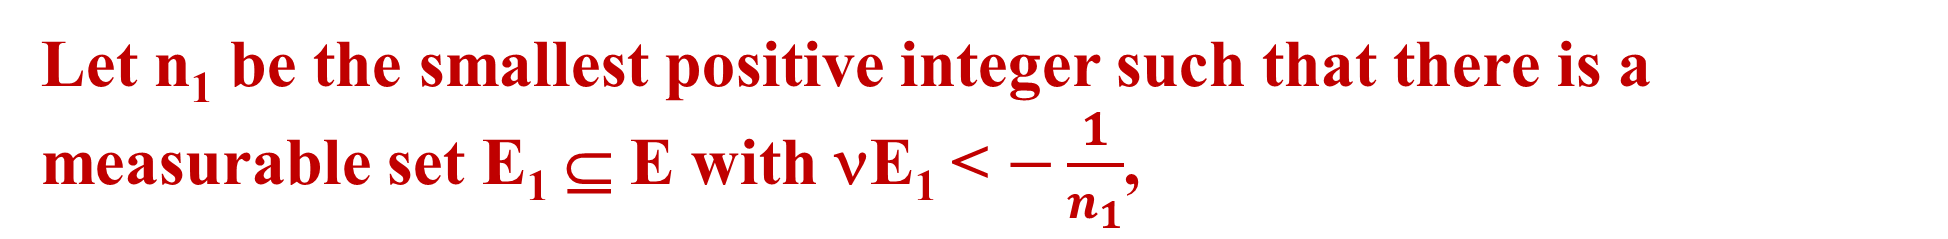 Let n₁ be the smallest positive integer such that there is a
measurable set E₁ ⊆ E with νE₁ < − 1/n₁,